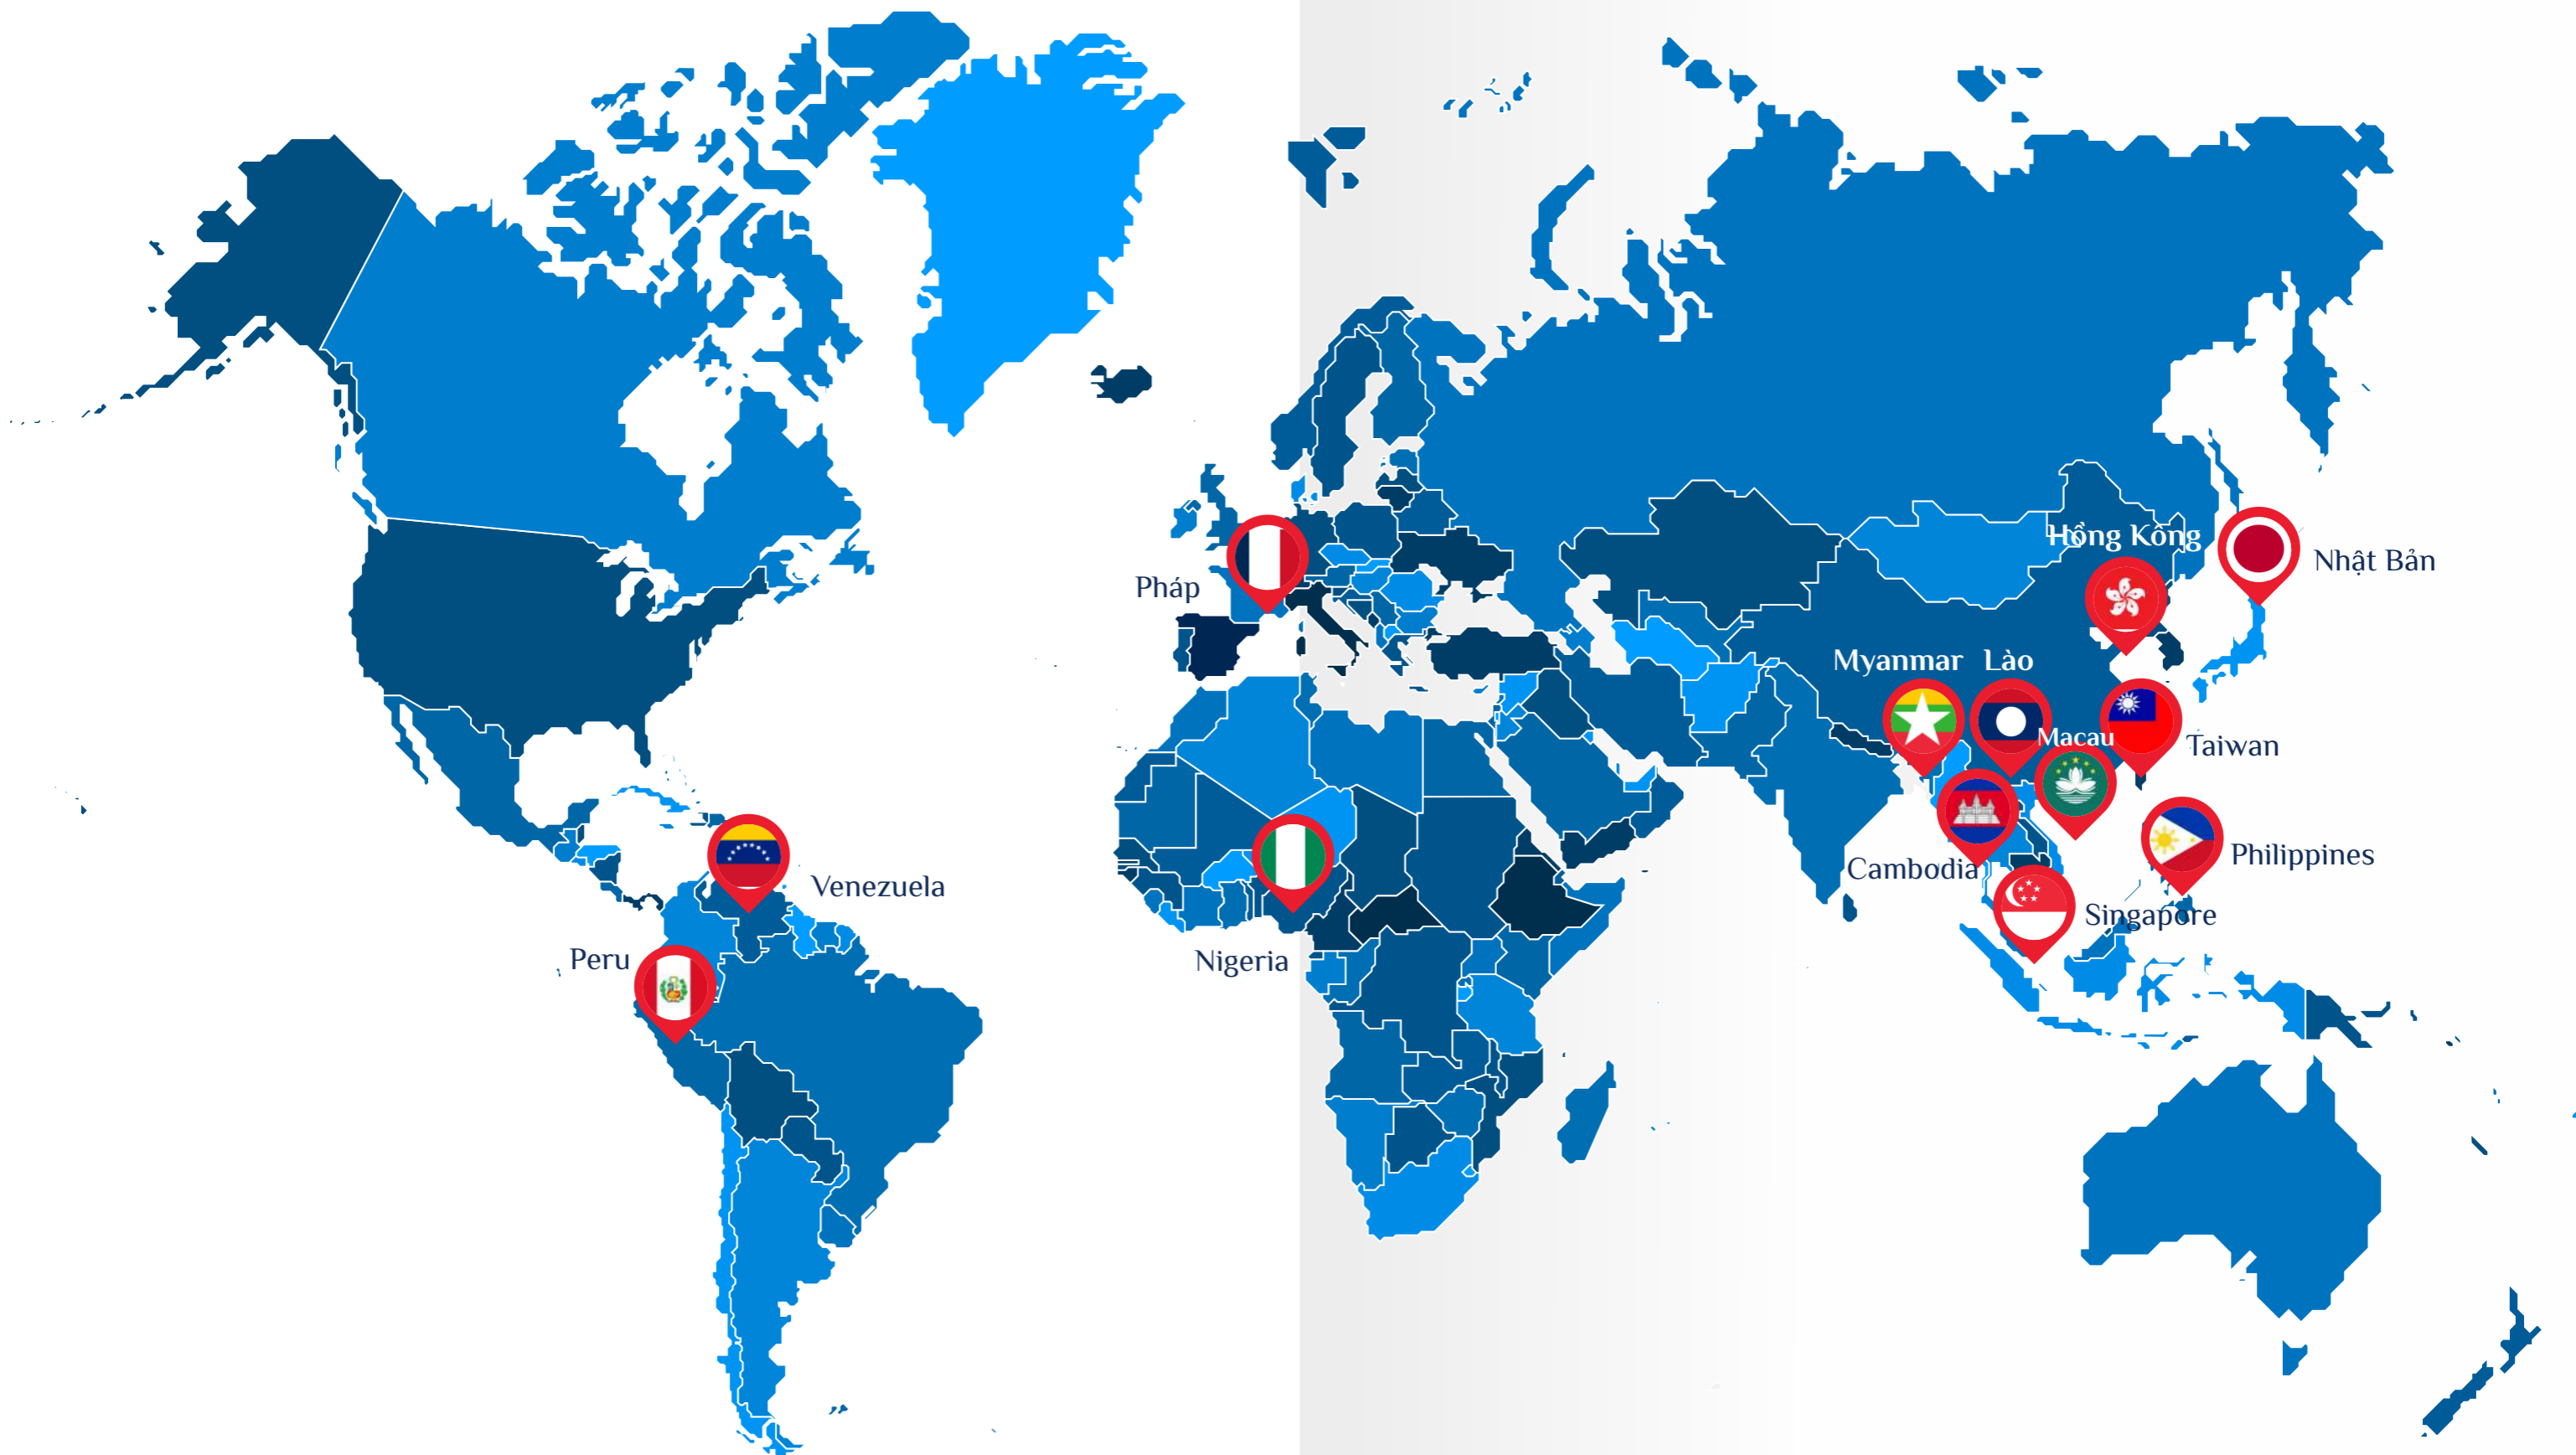 Hồng Kông
Nhật Bản
Pháp
Myanmar
Lào
Macau
Taiwan
Philippines
Cambodia
Venezuela
Singapore
Peru
Nigeria